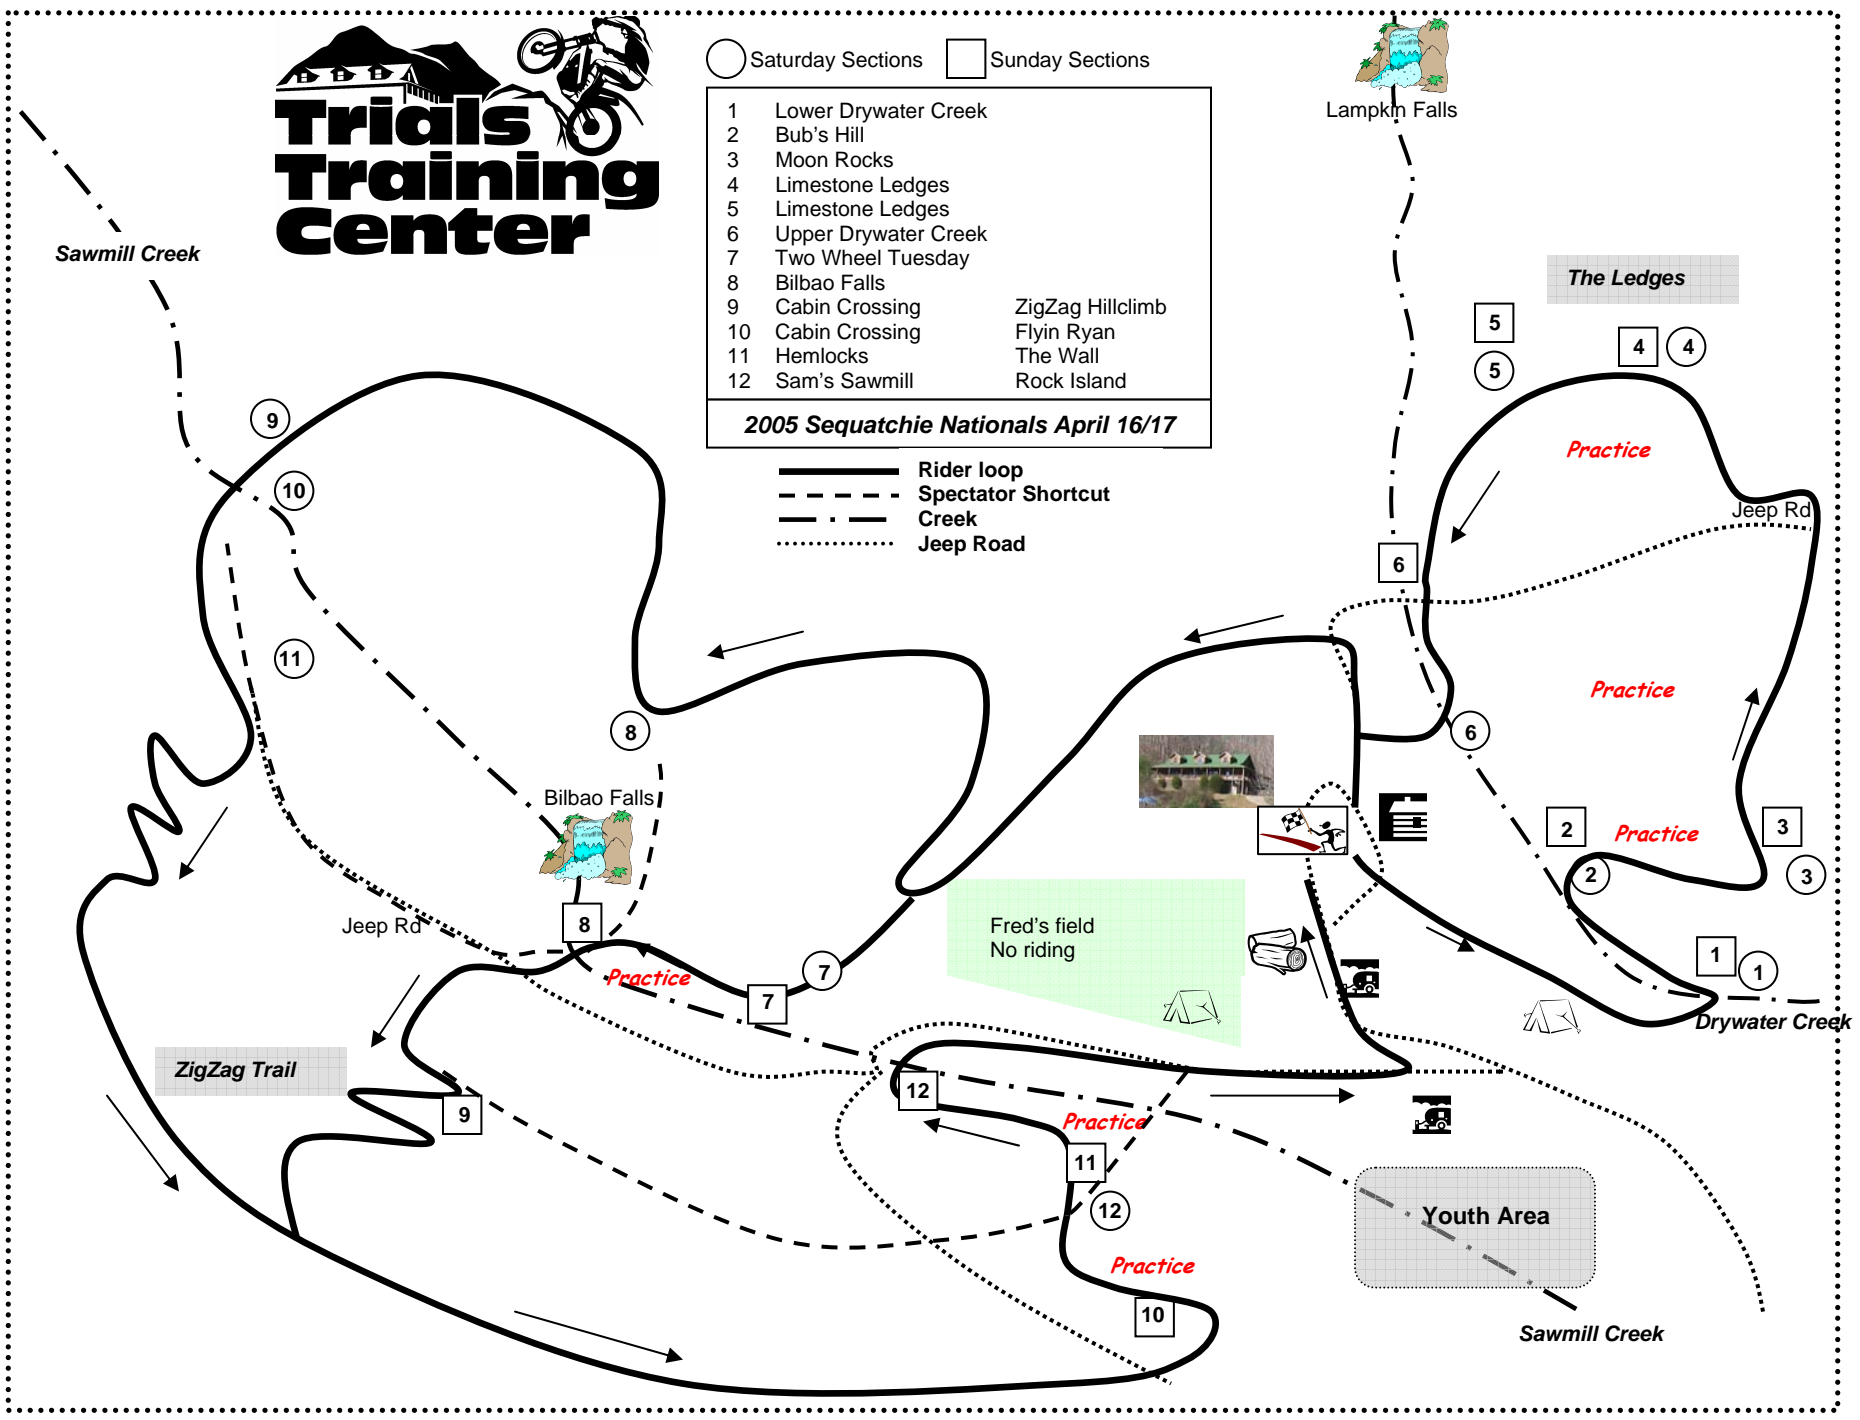 Trials
Training
Center
Saturday Sections
Sunday Sections
1 Lower Drywater Creek
2 Bub's Hill
3 Moon Rocks
4 Limestone Ledges
5 Limestone Ledges
6 Upper Drywater Creek
7 Two Wheel Tuesday
8 Bilbao Falls
9 Cabin Crossing ZigZag Hillclimb
10 Cabin Crossing Flyin Ryan
11 Hemlocks The Wall
12 Sam's Sawmill Rock Island
2005 Sequatchie Nationals April 16/17
Rider loop
Spectator Shortcut
Creek
Jeep Road
Lampkin Falls
Sawmill Creek
The Ledges
5
4
4
5
9
Practice
10
Jeep Rd
6
11
Practice
8
6
Bilbao Falls
2
Practice
3
2
3
Jeep Rd
8
Fred's field
No riding
1
1
7
Practice
7
Drywater Creek
ZigZag Trail
12
9
Practice
11
12
Youth Area
Practice
10
Sawmill Creek